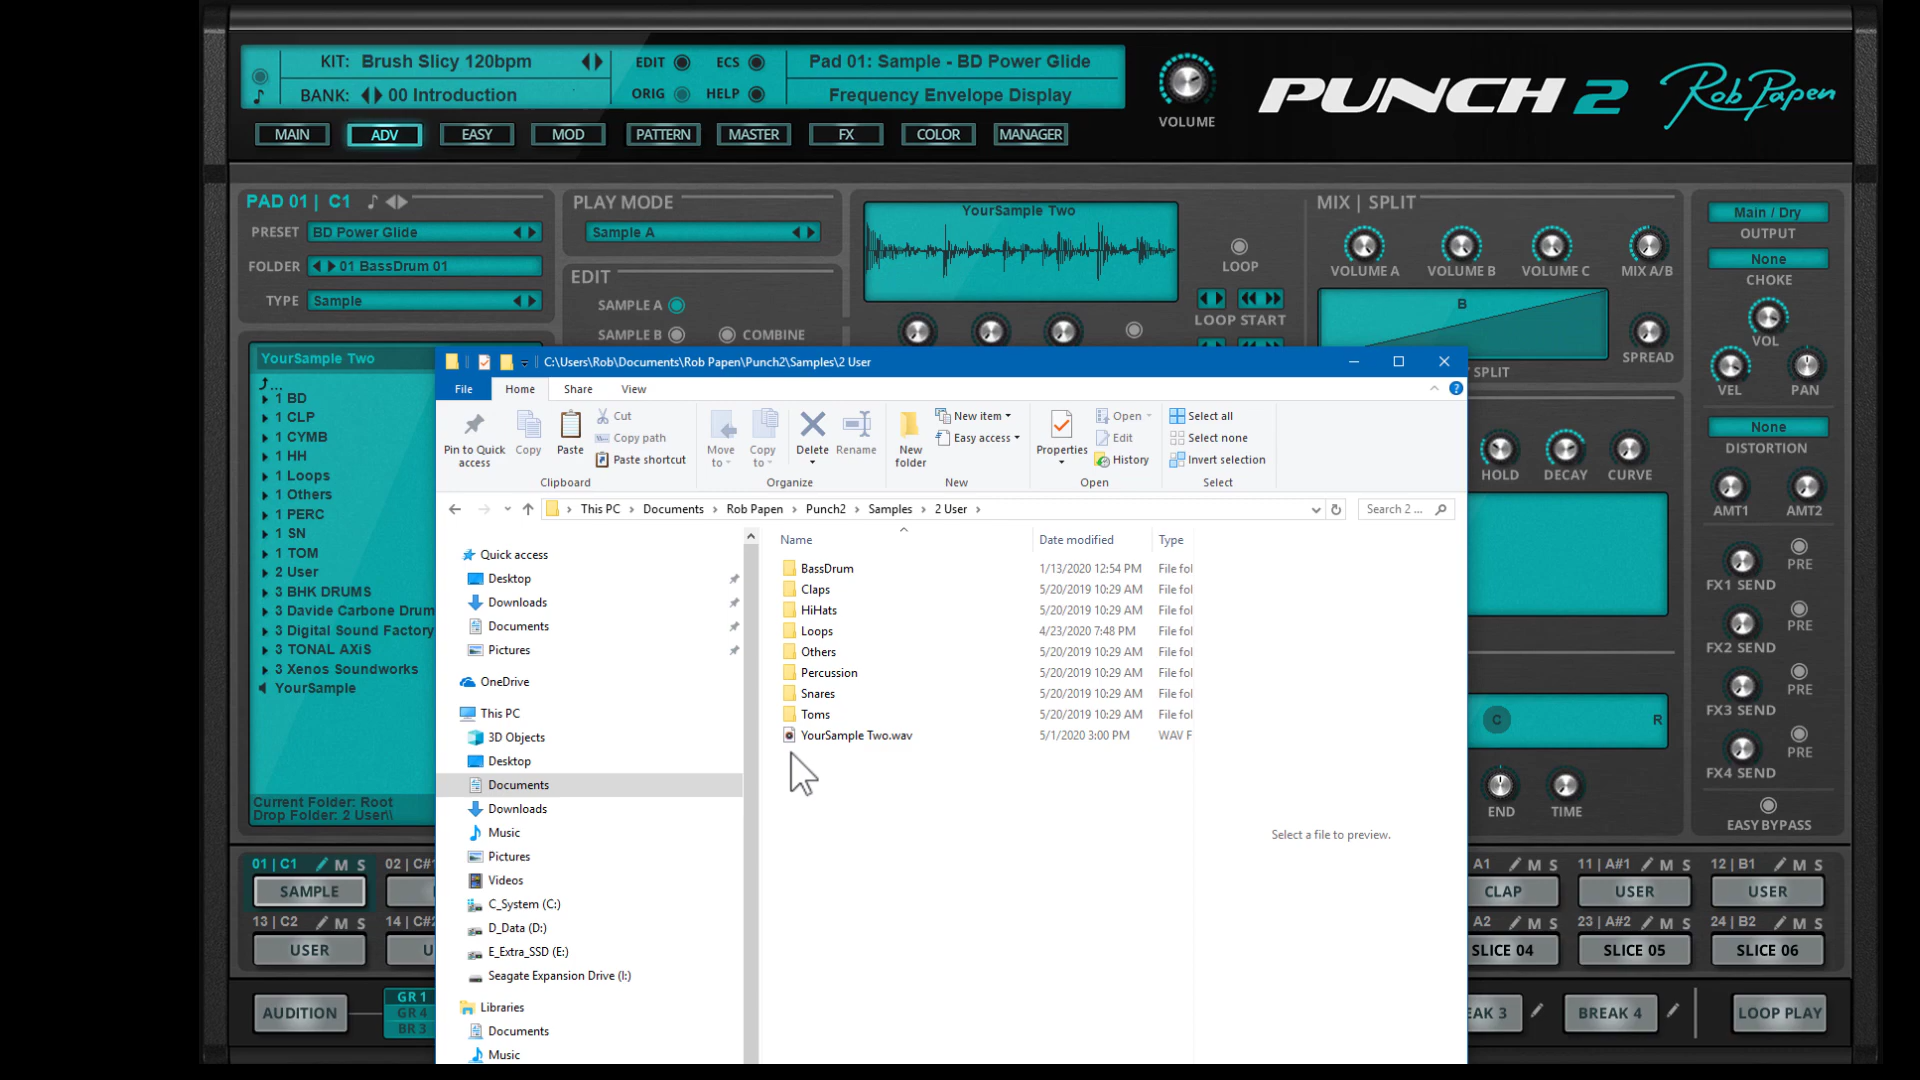 KIT: Brush Slicy 120bpm
BANK: 00 Introduction
EDIT ECS
ORIG HELP
Pad 01: Sample - BD Power Glide
Frequency Envelope Display
VOLUME
PUNCH 2 Rob Papen
MAIN ADV EASY MOD PATTERN MASTER FX COLOR MANAGER
PAD 01 | C1
PRESET BD Power Glide
FOLDER 01 BassDrum 01
TYPE Sample
PLAY MODE
Sample A
EDIT
SAMPLE A
SAMPLE B COMBINE
YourSample Two
LOOP
LOOP START
MIX | SPLIT
VOLUME A VOLUME B VOLUME C MIX A/B
B
SPREAD
SPLIT
Main / Dry
OUTPUT
None
CHOKE
VOL
VEL PAN
None
DISTORTION
AMT1 AMT2
FX1 SEND PRE
FX2 SEND PRE
FX3 SEND PRE
FX4 SEND PRE
EASY BYPASS
HOLD DECAY CURVE
C R
END TIME
YourSample Two
...
1 BD
1 CLP
1 CYMB
1 HH
1 Loops
1 Others
1 PERC
1 SN
1 TOM
2 User
3 BHK DRUMS
3 Davide Carbone Drum
3 Digital Sound Factory
3 TONAL AXiS
3 Xenos Soundworks
YourSample
Current Folder: Root
Drop Folder: 2 User\\
C:\Users\Rob\Documents\Rob Papen\Punch2\Samples\2 User
File Home Share View
Pin to Quick access
Copy
Paste
Cut
Copy path
Paste shortcut
Clipboard
Move to
Copy to
Delete
Rename
Organize
New folder
New item
Easy access
New
Properties
Open
Edit
History
Open
Select all
Select none
Invert selection
Select
This PC Documents Rob Papen Punch2 Samples 2 User
Search 2 ...
Quick access
Desktop
Downloads
Documents
Pictures
OneDrive
This PC
3D Objects
Desktop
Documents
Downloads
Music
Pictures
Videos
C_System (C:)
D_Data (D:)
E_Extra_SSD (E:)
Seagate Expansion Drive (I:)
Libraries
Documents
Music
Name Date modified Type
BassDrum 1/13/2020 12:54 PM File fol
Claps 5/20/2019 10:29 AM File fol
HiHats 5/20/2019 10:29 AM File fol
Loops 4/23/2020 7:48 PM File fol
Others 5/20/2019 10:29 AM File fol
Percussion 5/20/2019 10:29 AM File fol
Snares 5/20/2019 10:29 AM File fol
Toms 5/20/2019 10:29 AM File fol
YourSample Two.wav 5/1/2020 3:00 PM WAV F
Select a file to preview.
01 | C1 M S 02 | C#
SAMPLE
13 | C2 M S 14 | C#
USER U
A1 M S 11 | A#1 M S 12 | B1 M S
CLAP USER USER
A2 M S 23 | A#2 M S 24 | B2 M S
SLICE 04 SLICE 05 SLICE 06
AUDITION
GR 1
GR 4
BR 3
EAK 3 BREAK 4 LOOP PLAY